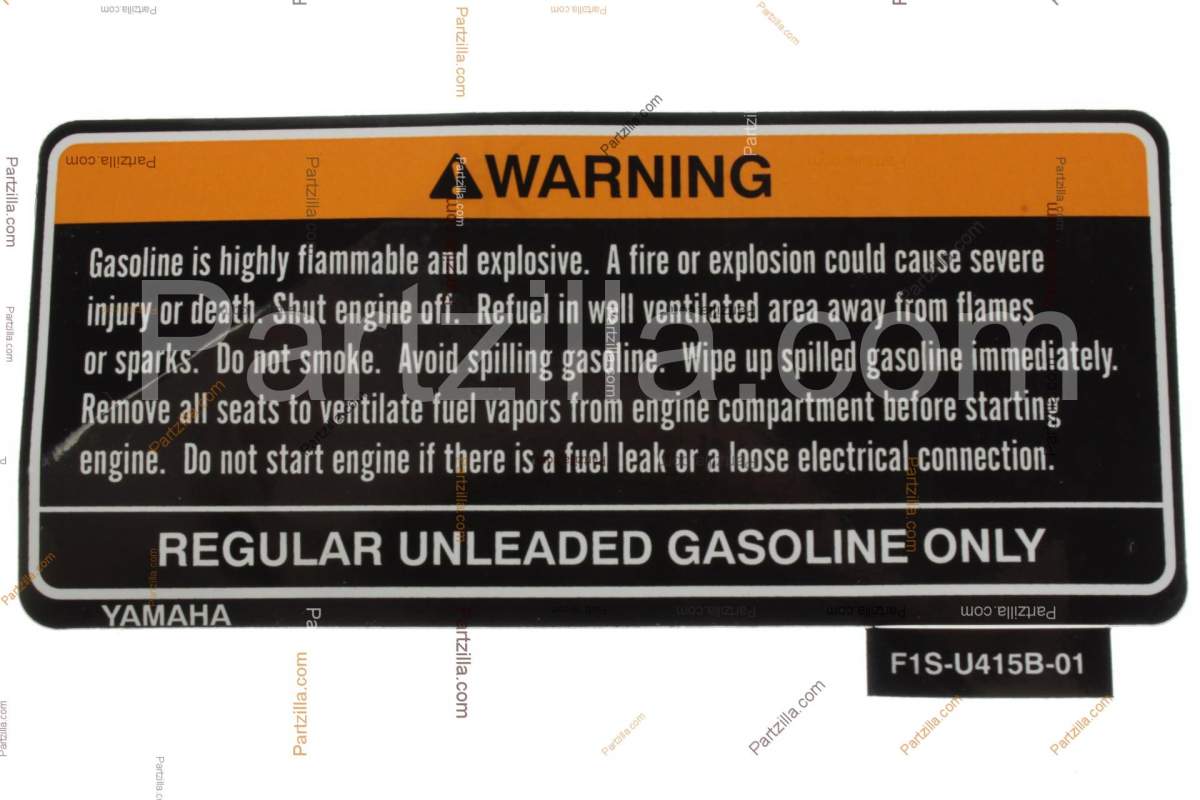 WARNING
Gasoline is highly flammable and explosive. A fire or explosion could cause severe
injury or death. Shut engine off. Refuel in well ventilated area away from flames
or sparks. Do not smoke. Avoid spilling gasoline. Wipe up spilled gasoline immediately.
Remove all seats to ventilate fuel vapors from engine compartment before starting
engine. Do not start engine if there is a fuel leak or a loose electrical connection.
REGULAR UNLEADED GASOLINE ONLY
YAMAHA
F1S-U415B-01
Partzilla.com